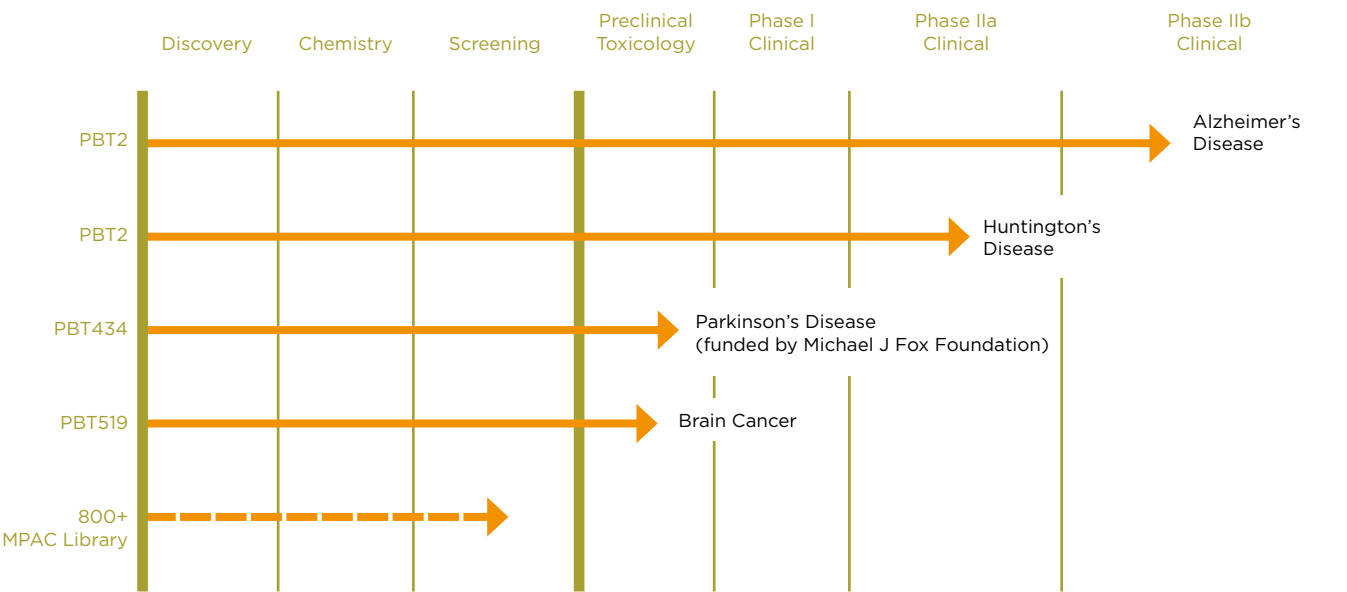 Discovery
Chemistry
Screening
Preclinical
Toxicology
Phase I
Clinical
Phase IIa
Clinical
Phase IIb
Clinical
PBT2
Alzheimer’s
Disease
PBT2
Huntington’s
Disease
PBT434
Parkinson’s Disease
(funded by Michael J Fox Foundation)
PBT519
Brain Cancer
800+
MPAC Library